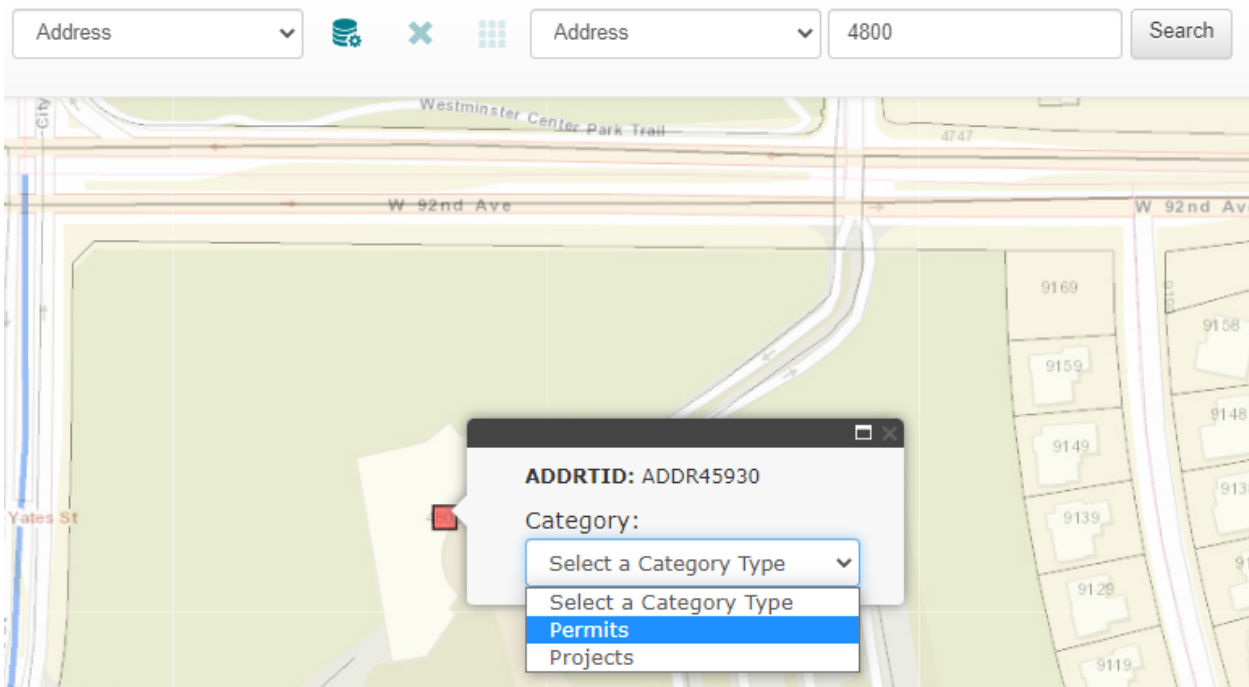 Address
Address
4800
Search
City
Westminster Center Park Trail
4747
W 92nd Ave
W 92nd Av
9169
9158
9159
9148
9149
9139
9129
9119
Yates St
ADDRTID: ADDR45930
Category:
Select a Category Type
Select a Category Type
Permits
Projects